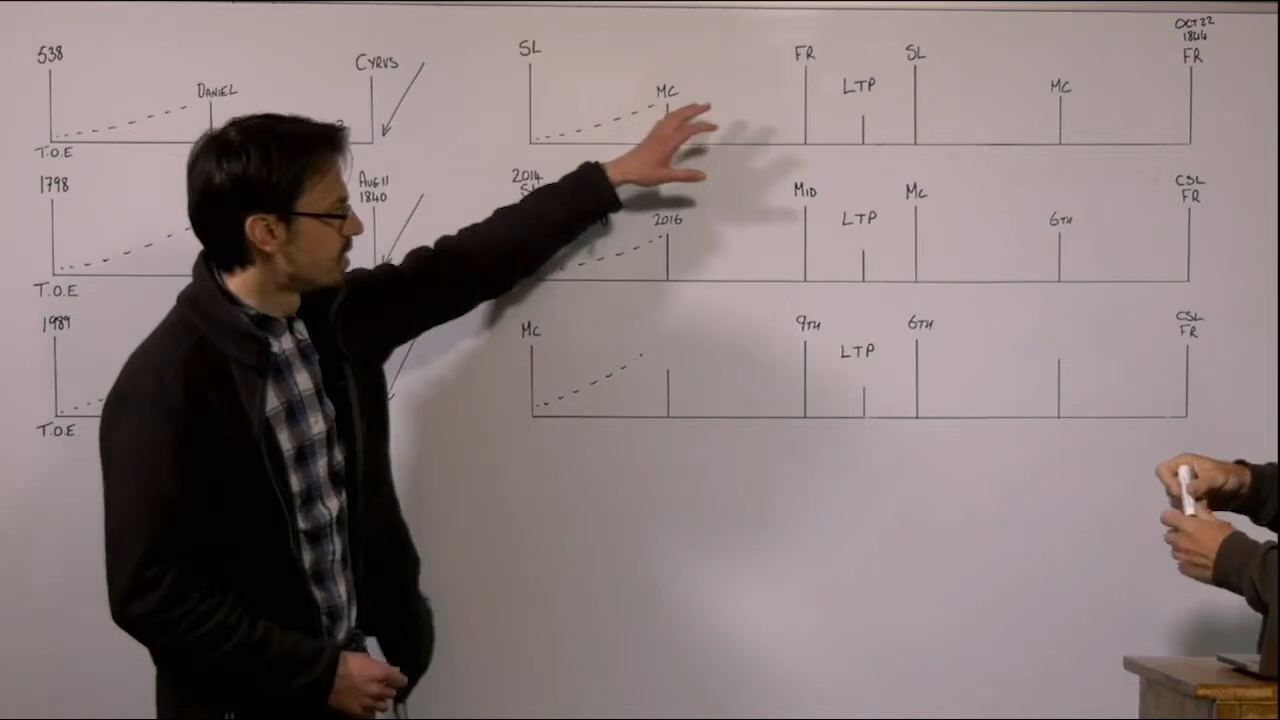 538
DANIEL
CYRUS
T.O.E
SL
MC
FR
LTP
SL
MC
OCT 22
1844
FR
1798
AUG 11
1840
T.O.E
2014
2016
MID
LTP
MC
6TH
CSL
FR
1989
T.O.E
MC
9TH
LTP
6TH
CSL
FR